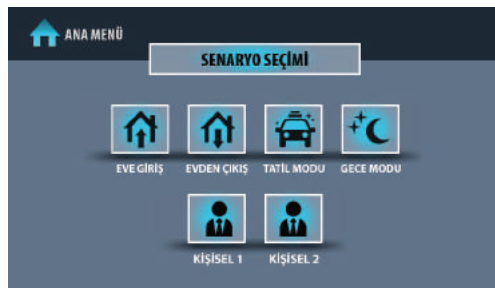 ANA MENÜ
SENARYO SEÇİMİ
EVE GİRİŞ EVDEN ÇIKIŞ TATİL MODU GECE MODU
KİŞİSEL 1 KİŞİSEL 2